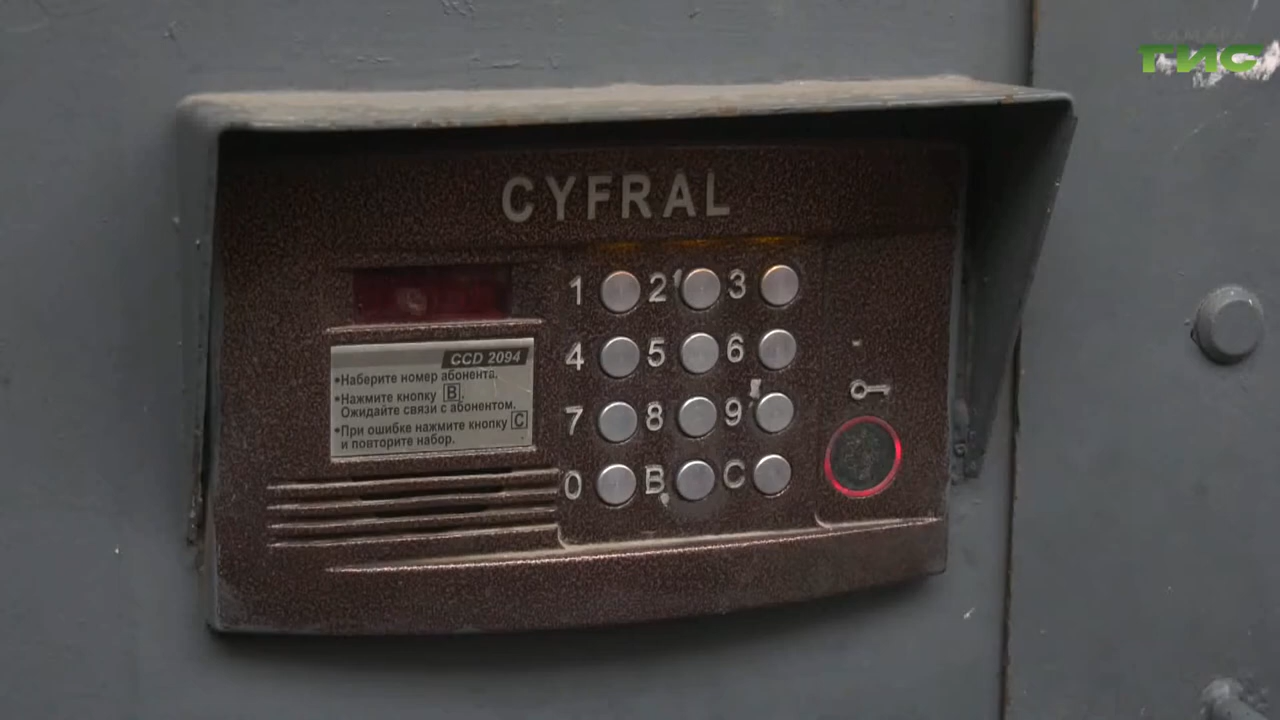 САМАРА
ГИС
CYFRAL
1 2 3
CCD 2094
•Наберите номер абонента.
•Нажмите кнопку B.
Ожидайте связи с абонентом.
•При ошибке нажмите кнопку C
и повторите набор.
4 5 6
7 8 9
0 B C